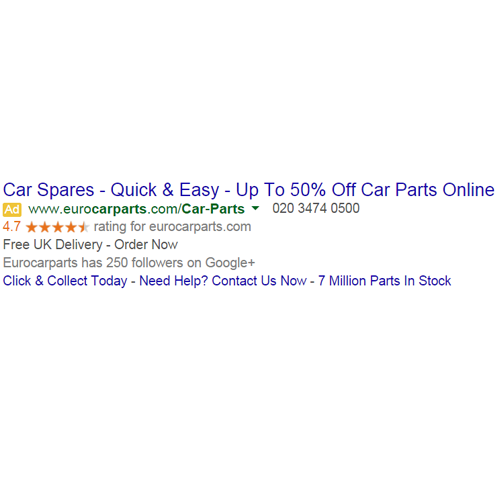 Car Spares - Quick & Easy - Up To 50% Off Car Parts Online
Ad www.eurocarparts.com/Car-Parts 020 3474 0500
4.7 rating for eurocarparts.com
Free UK Delivery - Order Now
Eurocarparts has 250 followers on Google+
Click & Collect Today - Need Help? Contact Us Now - 7 Million Parts In Stock